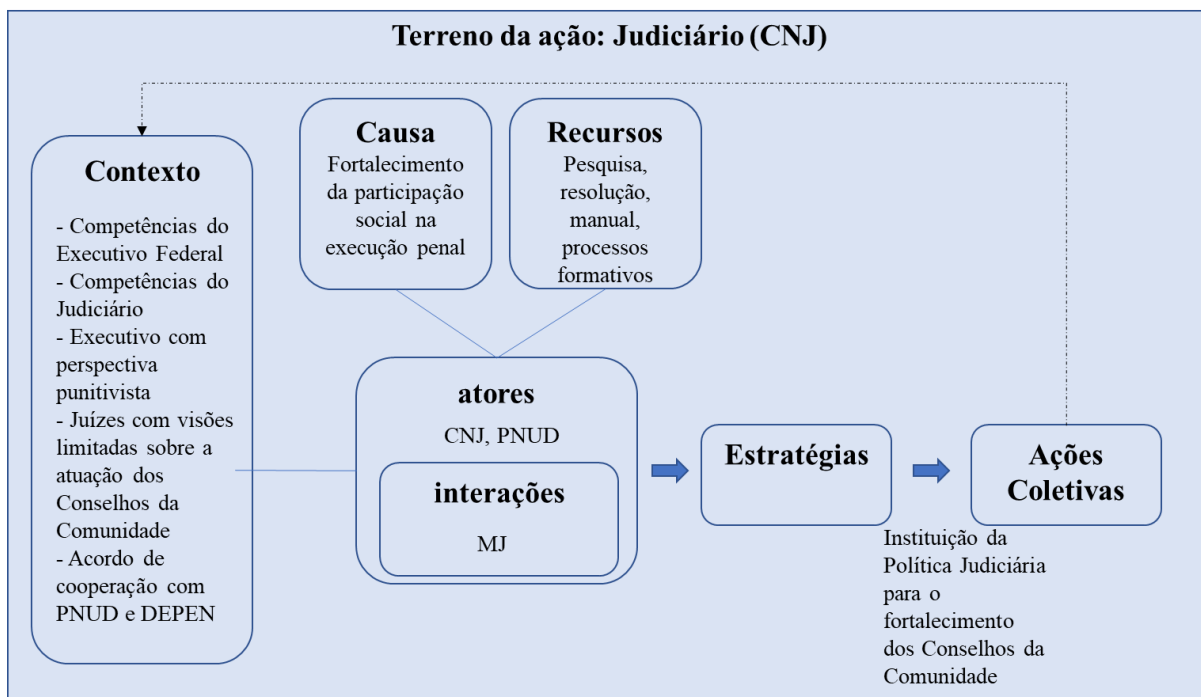 Terreno da ação: Judiciário (CNJ)
Contexto
- Competências do
Executivo Federal
- Competências do
Judiciário
- Executivo com
perspectiva
punitivista
- Juízes com visões
limitadas sobre a
atuação dos
Conselhos da
Comunidade
- Acordo de
cooperação com
PNUD e DEPEN
Causa
Fortalecimento
da participação
social na
execução penal
Recursos
Pesquisa,
resolução,
manual,
processos
formativos
atores
CNJ, PNUD
interações
MJ
Estratégias
Ações
Coletivas
Instituição da
Política Judiciária
para o
fortalecimento
dos Conselhos da
Comunidade